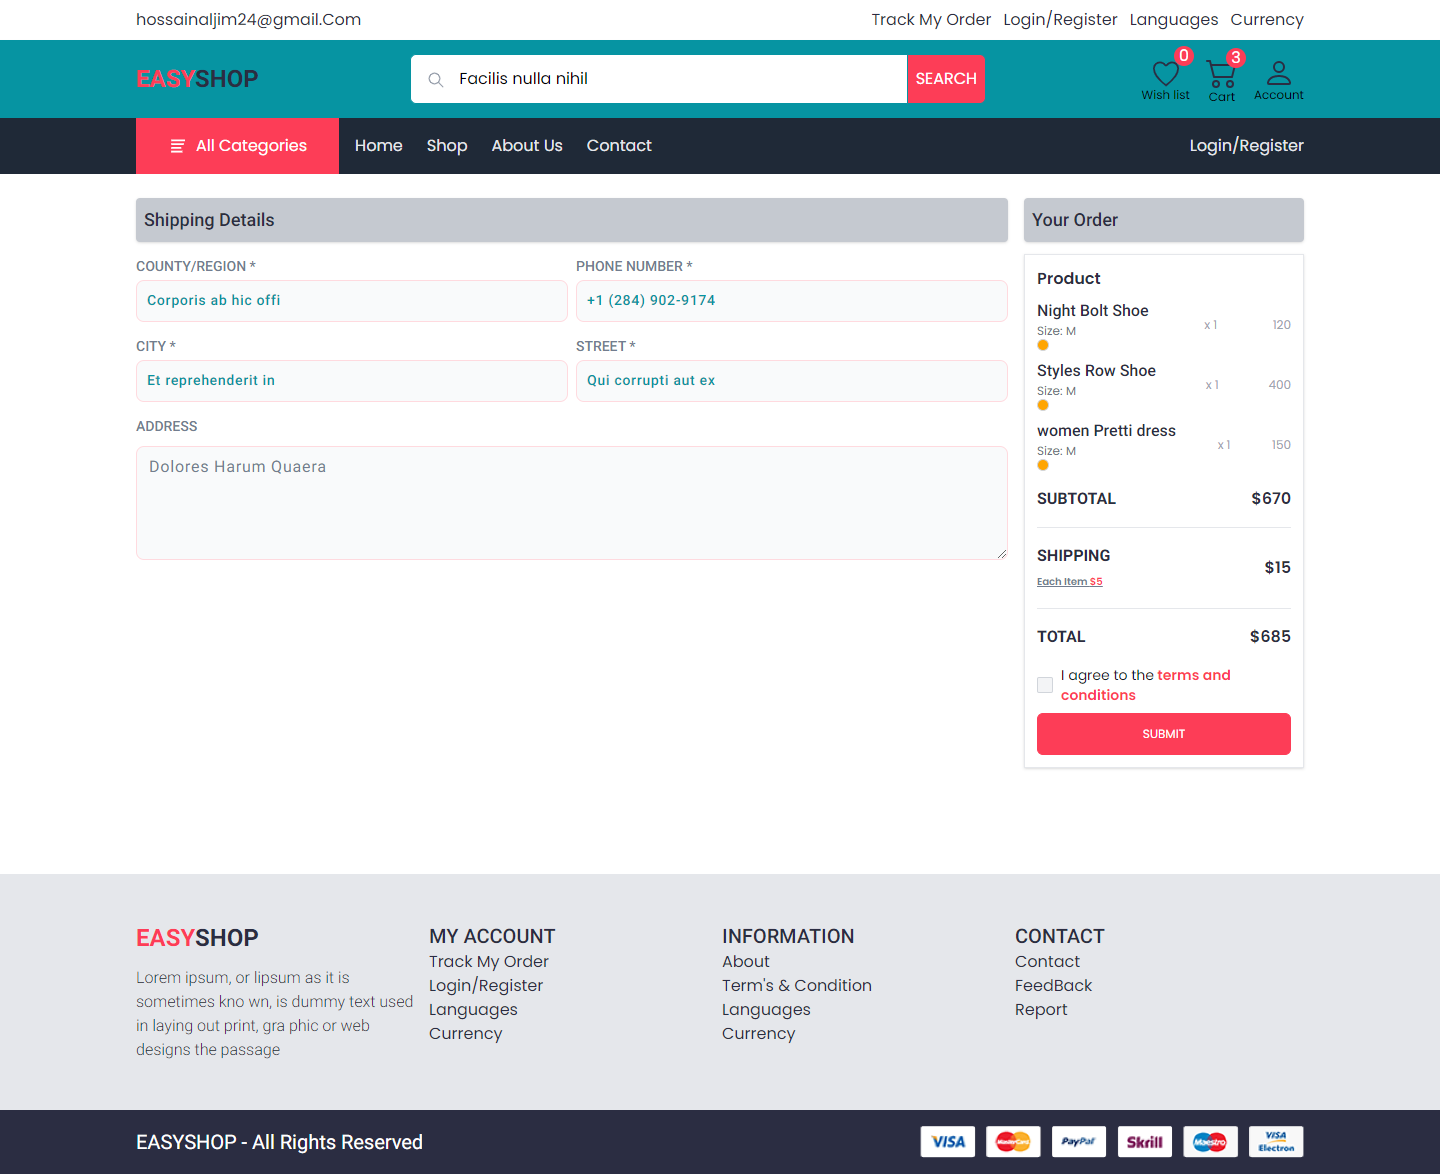 hossainaljim24@gmail.Com
Track My Order Login/Register Languages Currency
EASYSHOP
Facilis nulla nihil
SEARCH
0
Wish list
3
Cart
Account
All Categories
Home Shop About Us Contact
Login/Register
Shipping Details
COUNTY/REGION *
Corporis ab hic offi
PHONE NUMBER *
+1 (284) 902-9174
CITY *
Et reprehenderit in
STREET *
Qui corrupti aut ex
ADDRESS
Dolores Harum Quaera
Your Order
Product
Night Bolt Shoe
Size: M
x 1
120
Styles Row Shoe
Size: M
x 1
400
women Pretti dress
Size: M
x 1
150
SUBTOTAL $670
SHIPPING
Each Item $5
$15
TOTAL $685
I agree to the terms and
conditions
SUBMIT
EASYSHOP
Lorem ipsum, or lipsum as it is
sometimes kno wn, is dummy text used
in laying out print, gra phic or web
designs the passage
MY ACCOUNT
Track My Order
Login/Register
Languages
Currency
INFORMATION
About
Term's & Condition
Languages
Currency
CONTACT
Contact
FeedBack
Report
EASYSHOP - All Rights Reserved
VISA
MasterCard
PayPal
Skrill
Maestro
VISA
Electron